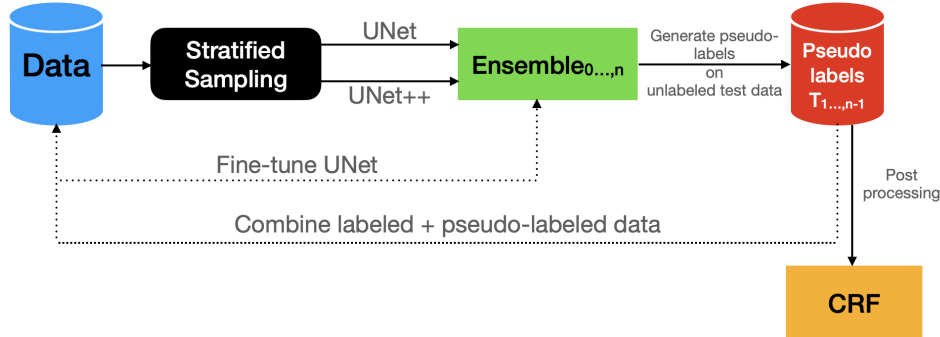 Data
Stratified
Sampling
UNet
UNet++
Ensemble₀...,ₙ
Generate pseudo-
labels
on
unlabeled test data
Pseudo
labels
T₁...,ₙ₋₁
Fine-tune UNet
Combine labeled + pseudo-labeled data
Post
processing
CRF